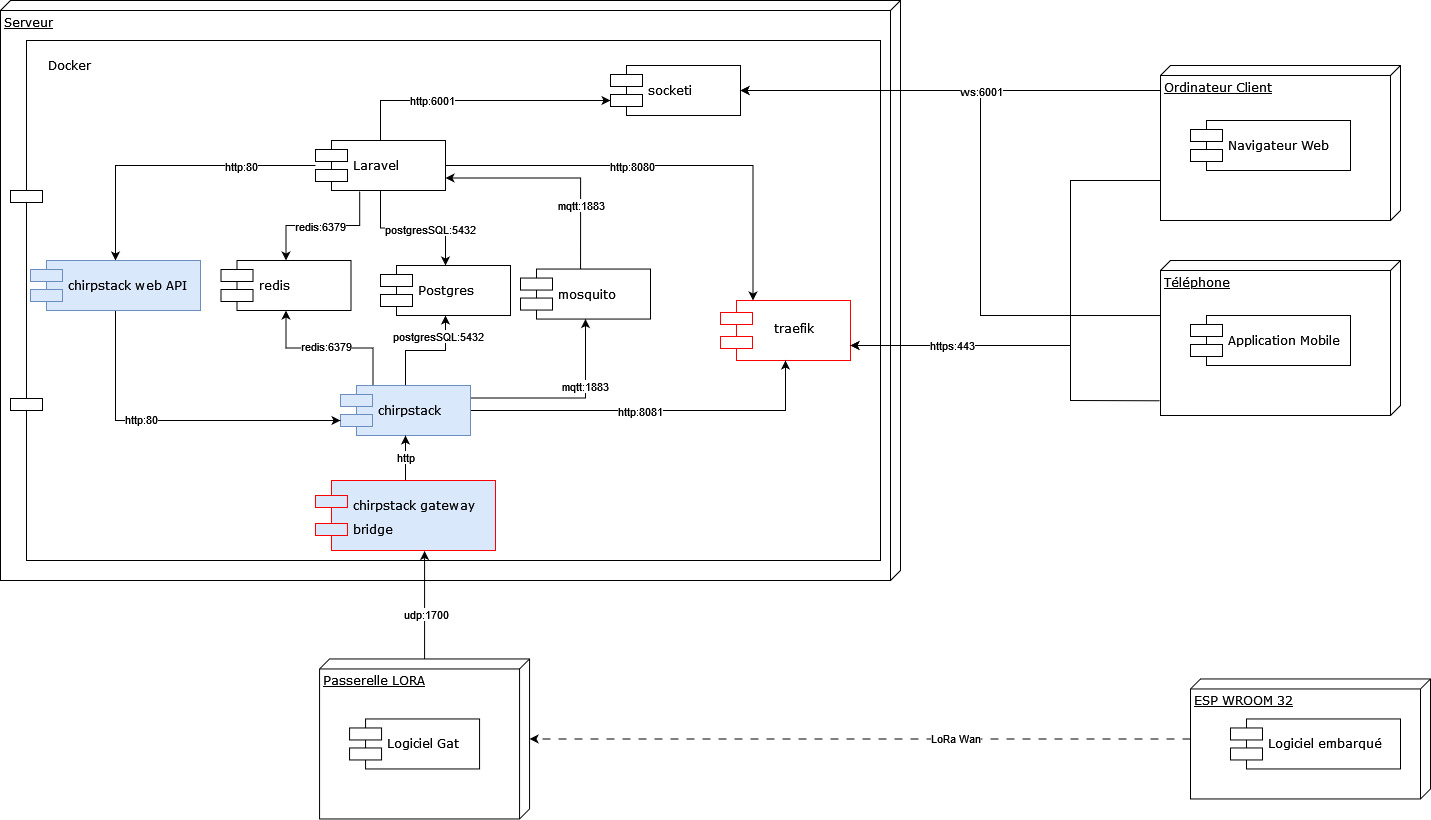 Serveur
Docker
socketi
http:6001
ws:6001
Ordinateur Client
Navigateur Web
Laravel
http:80
http:8080
mqtt:1883
redis:6379
postgresSQL:5432
chirpstack web API
redis
Postgres
mosquito
traefik
Téléphone
Application Mobile
postgresSQL:5432
redis:6379
https:443
mqtt:1883
chirpstack
http:8081
http:80
http
chirpstack gateway
bridge
udp:1700
Passerelle LORA
Logiciel Gat
LoRa Wan
ESP WROOM 32
Logiciel embarqué